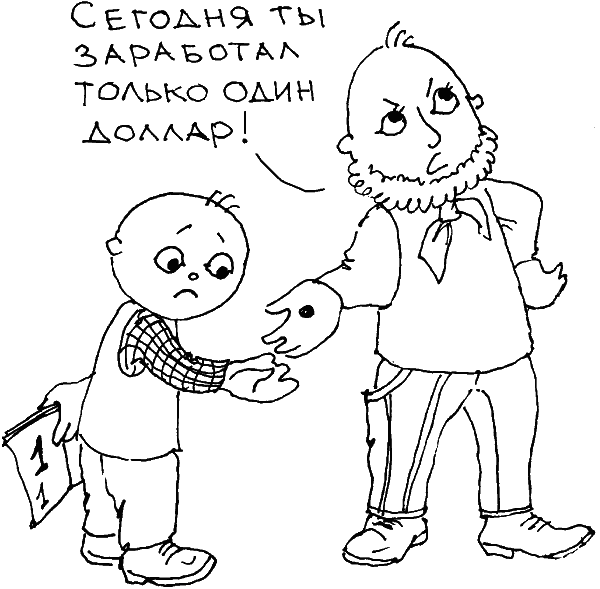 Сегодня ты
заработал
только один
доллар!
1
1